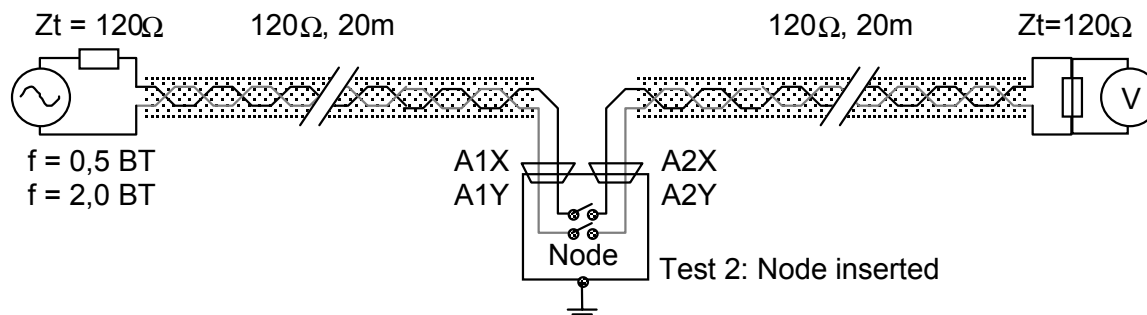 Zt = 120Ω
120Ω, 20m
120Ω, 20m
Zt=120Ω
V
f = 0,5 BT
f = 2,0 BT
A1X
A1Y
A2X
A2Y
Node
Test 2: Node inserted